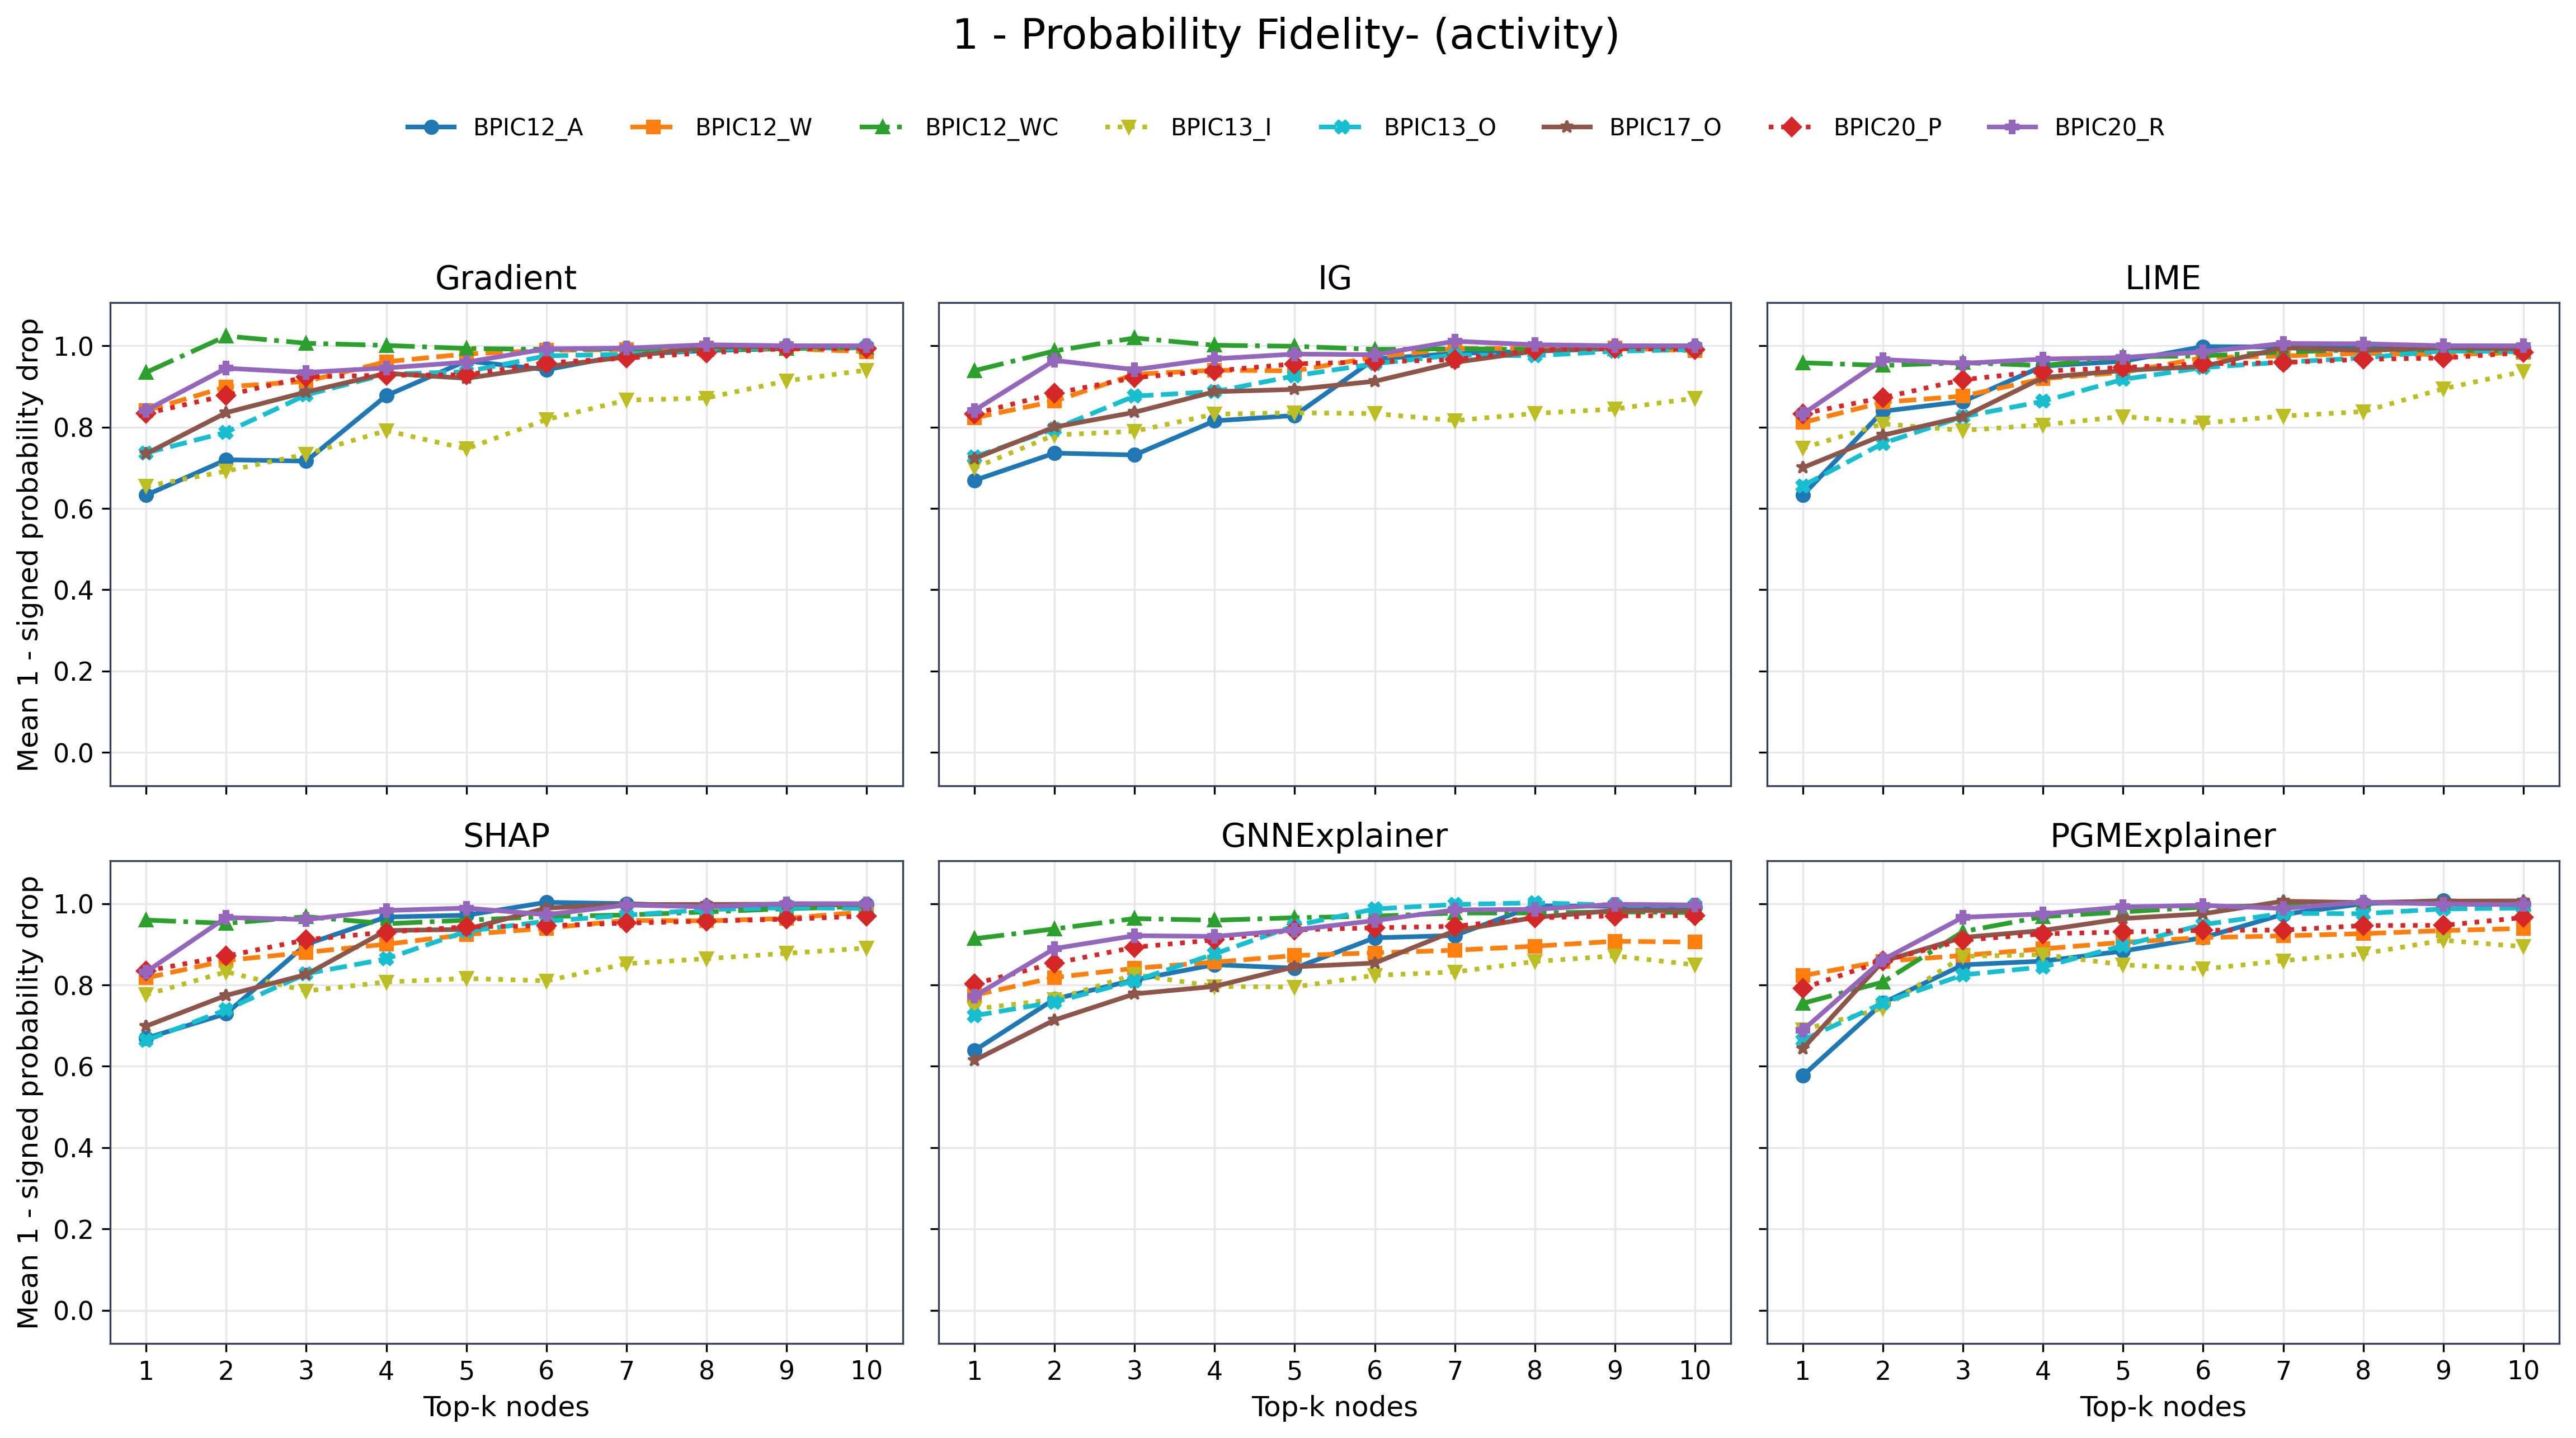 1 - Probability Fidelity- (activity)
BPIC12_A BPIC12_W BPIC12_WC BPIC13_I BPIC13_O BPIC17_O BPIC20_P BPIC20_R
Gradient IG LIME
Mean 1 - signed probability drop
1.0
0.8
0.6
0.4
0.2
0.0
SHAP GNNExplainer PGMExplainer
Mean 1 - signed probability drop
1.0
0.8
0.6
0.4
0.2
0.0
1 2 3 4 5 6 7 8 9 10 1 2 3 4 5 6 7 8 9 10 1 2 3 4 5 6 7 8 9 10
Top-k nodes Top-k nodes Top-k nodes